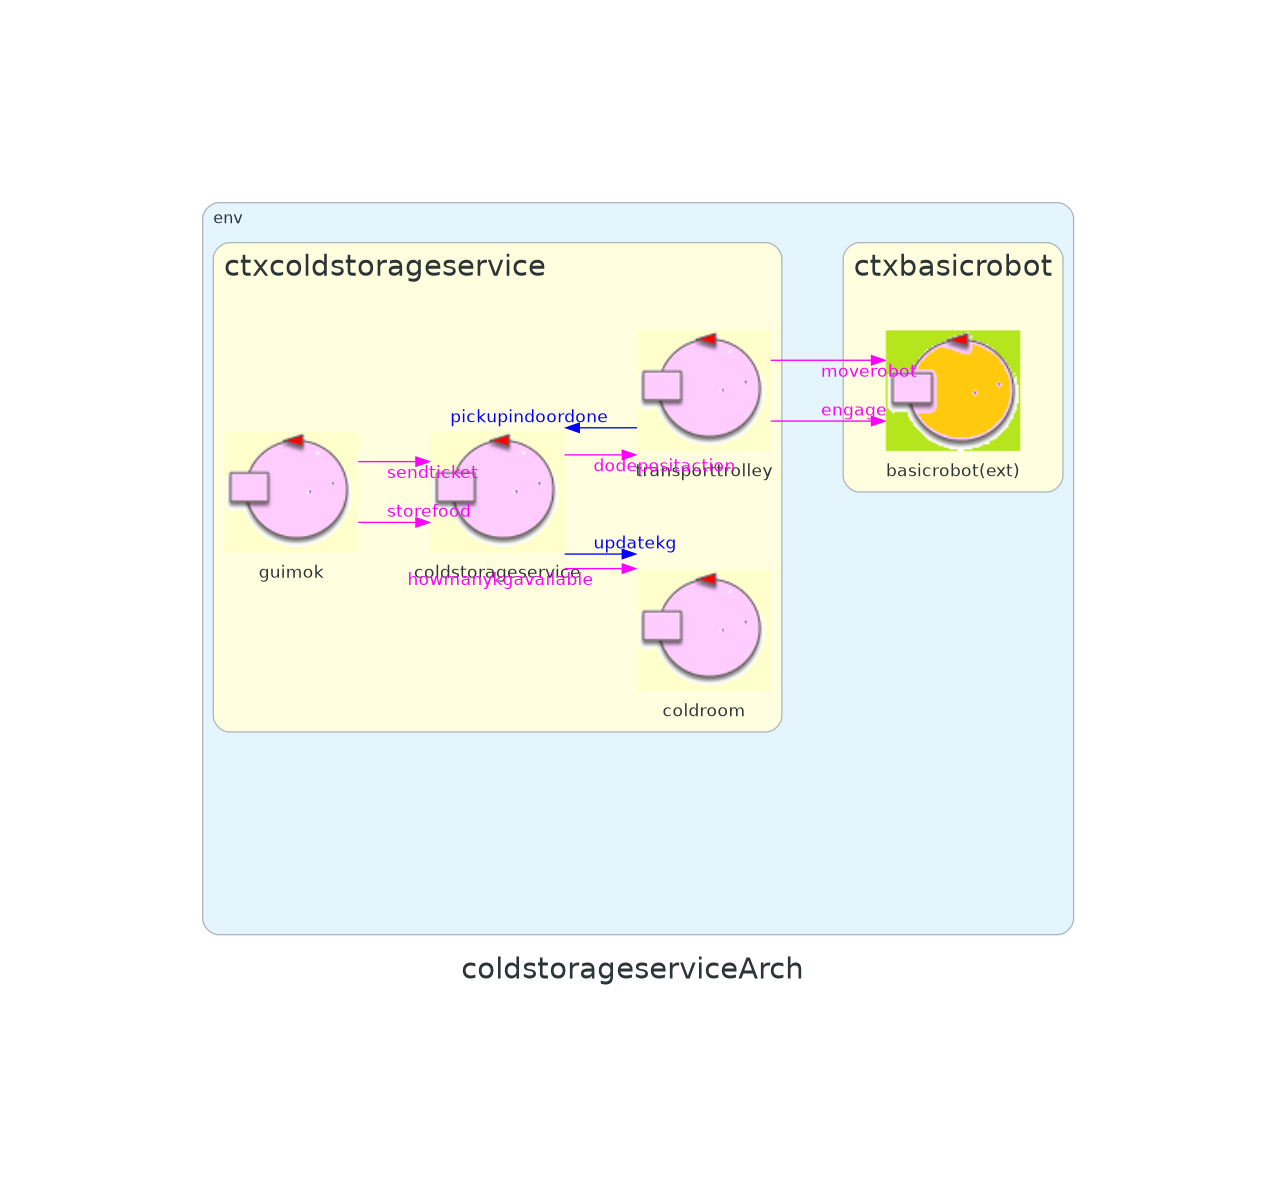 env
ctxcoldstorageservice
ctxbasicrobot
moverobot
engage
pickupindoordone
dodepositaction
transporttrolley
basicrobot(ext)
sendticket
storefood
updatekg
guimok
coldstorageservice
howmanykgavailable
coldroom
coldstorageserviceArch